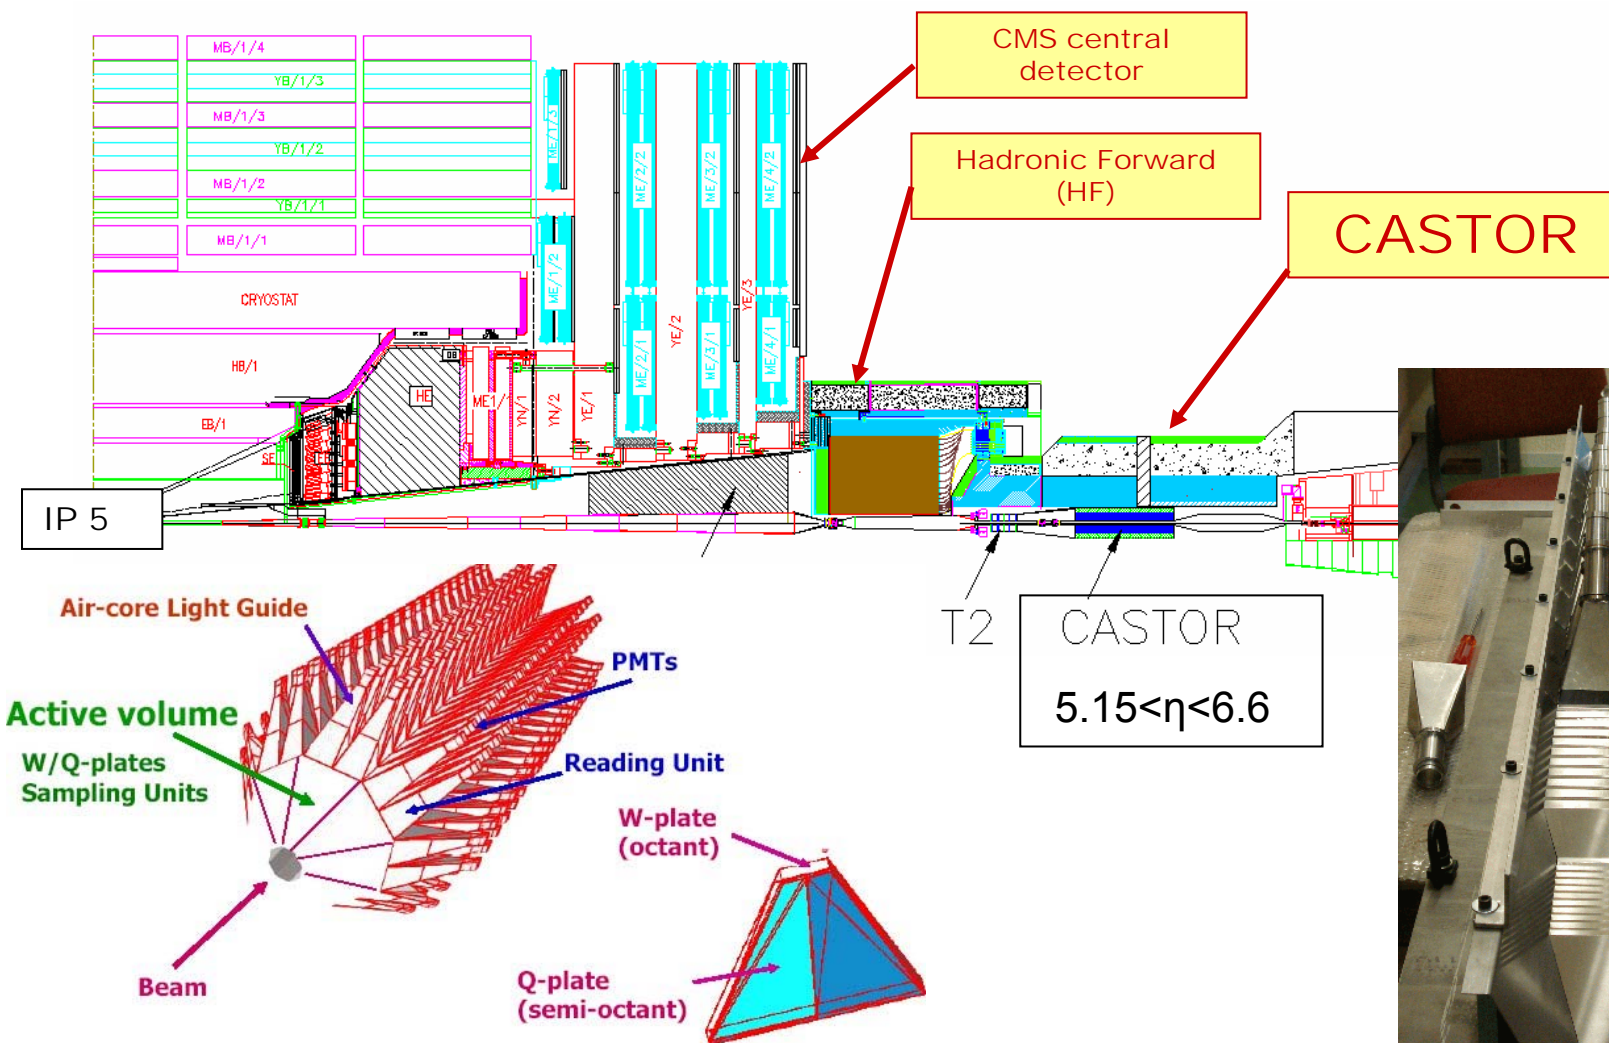 CMS central
detector
Hadronic Forward
(HF)
CASTOR
MB/1/4
YB/1/3
MB/1/3
YB/1/2
MB/1/2
YB/1/1
MB/1/1
CRYOSTAT
HB/1
EB/1
SE
HE
ME1/
YN/1
YN/2
YE/1
ME/1/3
ME/1/2
ME/2/2
ME/2/1
YE/2
ME/3/2
ME/3/1
YE/3
ME/4/2
ME/4/1
IP 5
T2
CASTOR
5.15<η<6.6
Air-core Light Guide
PMTs
Active volume
W/Q-plates
Sampling Units
Reading Unit
Beam
W-plate
(octant)
Q-plate
(semi-octant)